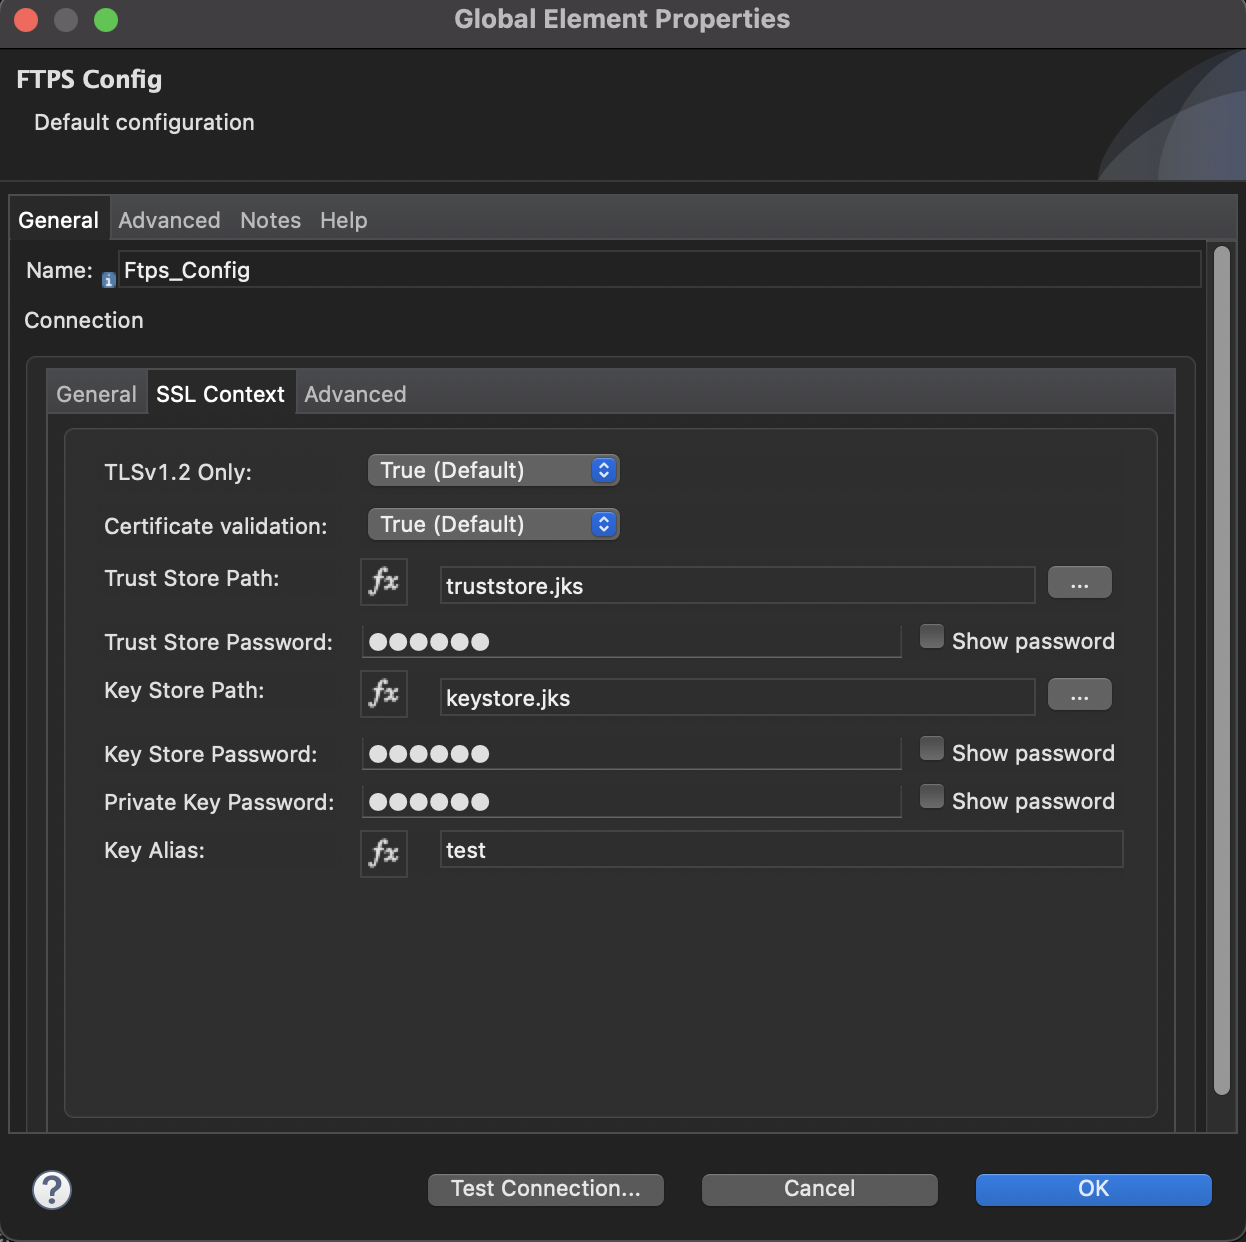 Global Element Properties
FTPS Config
Default configuration
General Advanced Notes Help
Name: Ftps_Config
Connection
General SSL Context Advanced
TLSv1.2 Only: True (Default)
Certificate validation: True (Default)
Trust Store Path: fx truststore.jks ...
Trust Store Password: ●●●●●● Show password
Key Store Path: fx keystore.jks ...
Key Store Password: ●●●●●● Show password
Private Key Password: ●●●●●● Show password
Key Alias: fx test
? Test Connection... Cancel OK